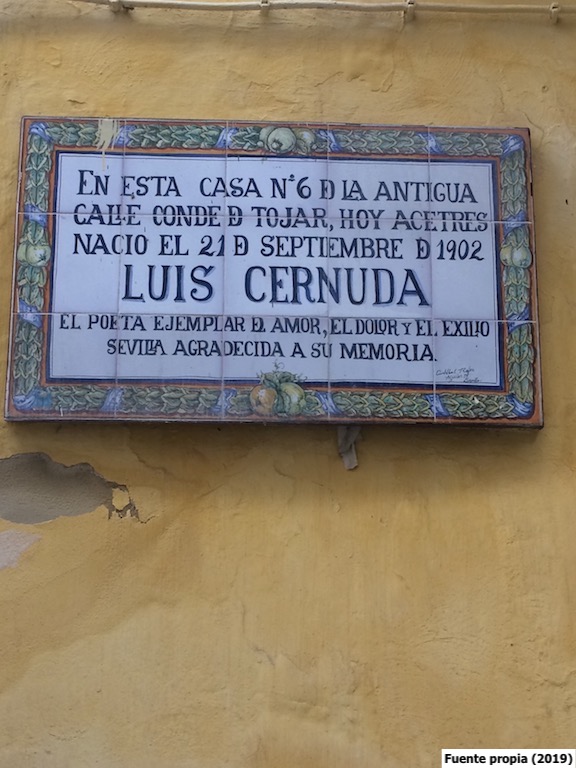 EN ESTA CASA Nº6 D LA ANTIGUA
CALLE CONDE D TOJAR, HOY ACETRES
NACIO EL 21 D SEPTIEMBRE D 1902
LUIS CERNUDA
EL POETA EJEMPLAR DL AMOR, EL DOLOR Y EL EXILIO
SEVILLA AGRADECIDA A SU MEMORIA.
Fuente propia (2019)